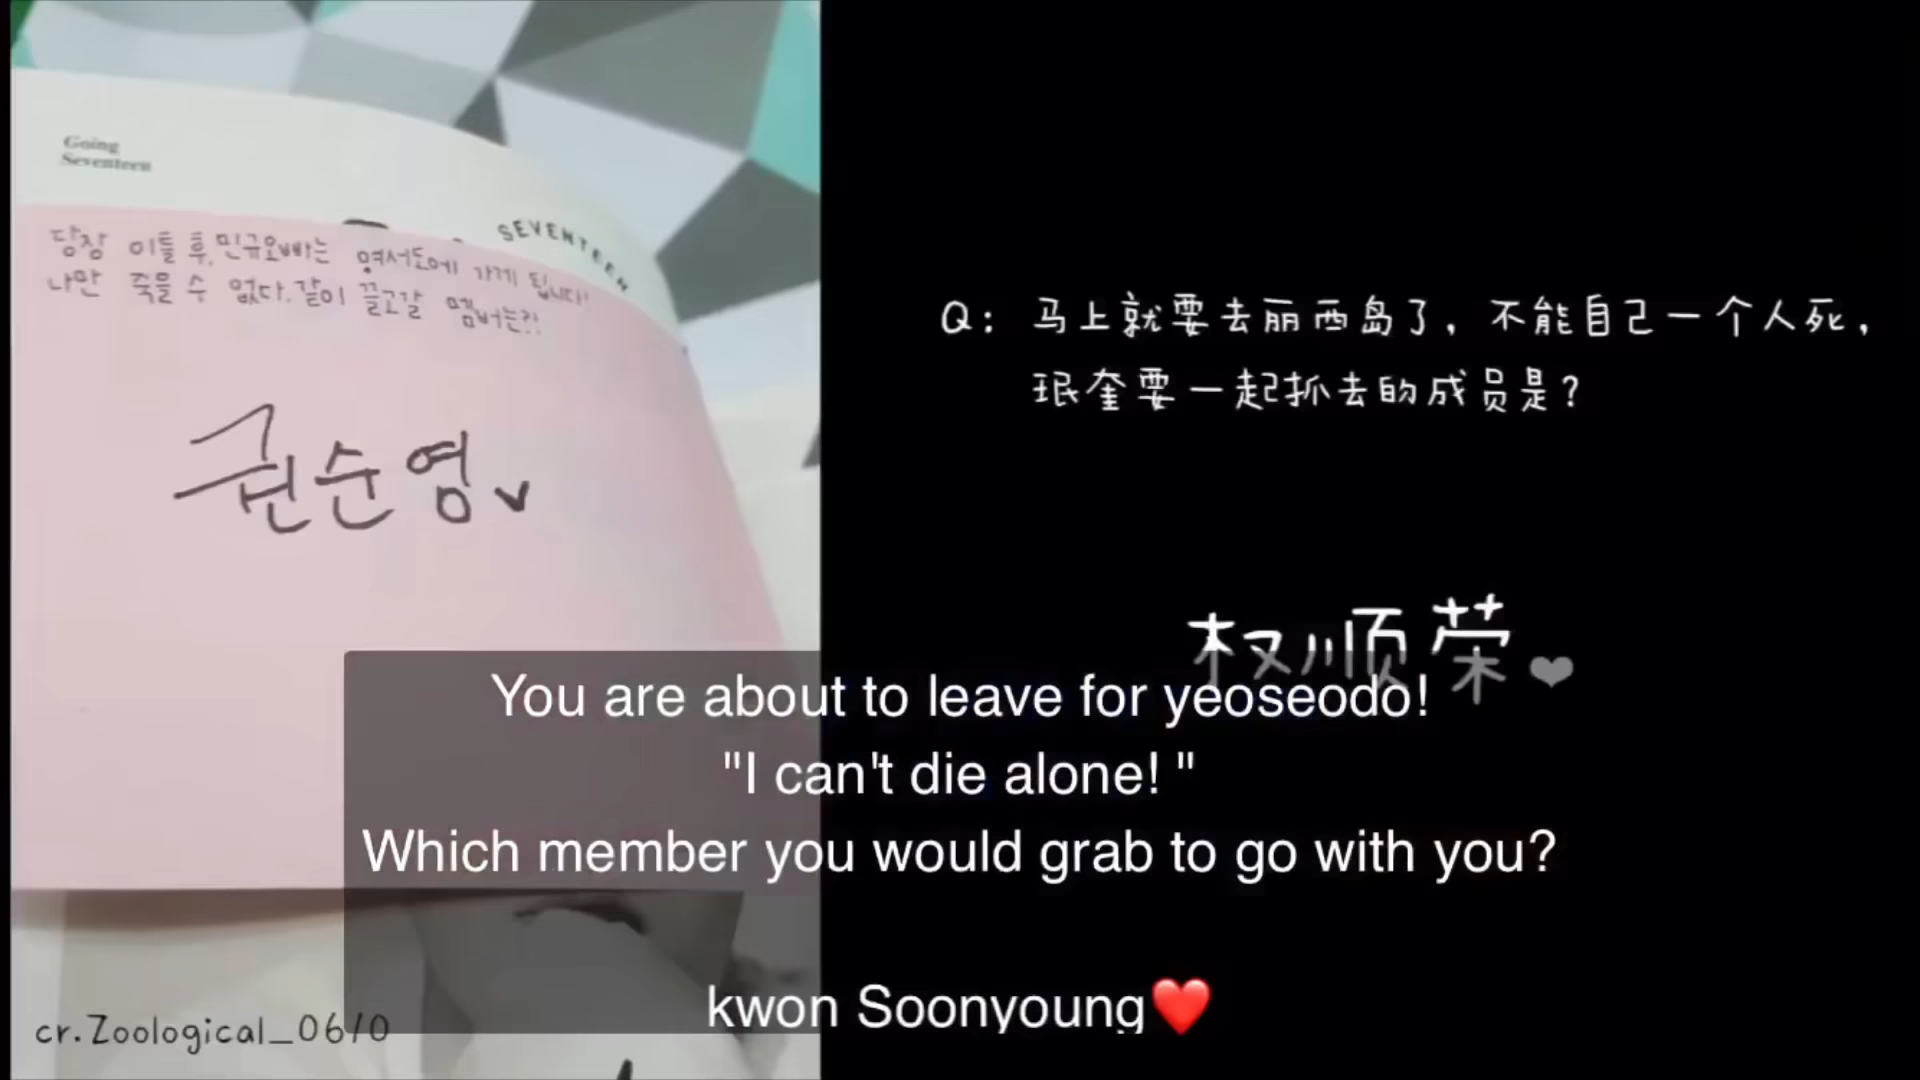 Going
Seventeen
SEVENTEEN
당장 이틀 후, 민규오빠는 여서도에 가게 됩니다!
나만 죽을 수 없다. 같이 끌고갈 멤버는?!
권순영
Q: 马上就要去丽西岛了，不能自己一个人死，
珉奎要一起抓去的成员是？
权顺荣❤
You are about to leave for yeoseodo!
"I can't die alone! "
Which member you would grab to go with you?
kwon Soonyoung❤️
cr.Zoological_0610